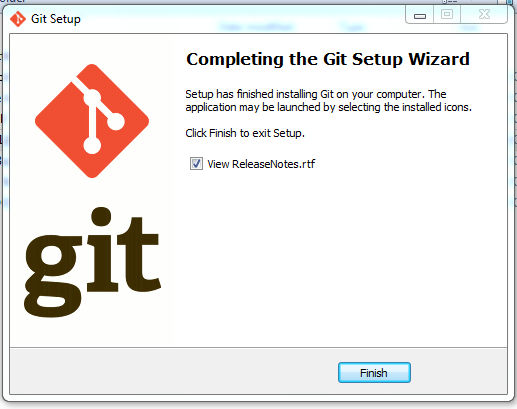 Git Setup
Completing the Git Setup Wizard
Setup has finished installing Git on your computer. The
application may be launched by selecting the installed icons.
Click Finish to exit Setup.
View ReleaseNotes.rtf
git
Finish